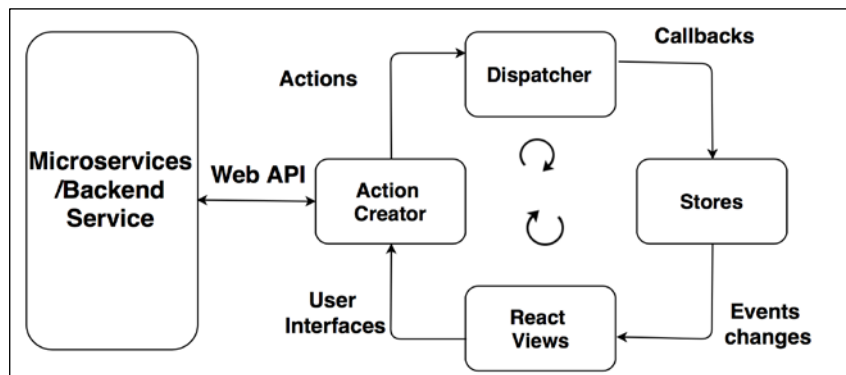 Callbacks
Actions
Dispatcher
Microservices
/Backend
Service
Web API
Action
Creator
Stores
User
Interfaces
React
Views
Events
changes